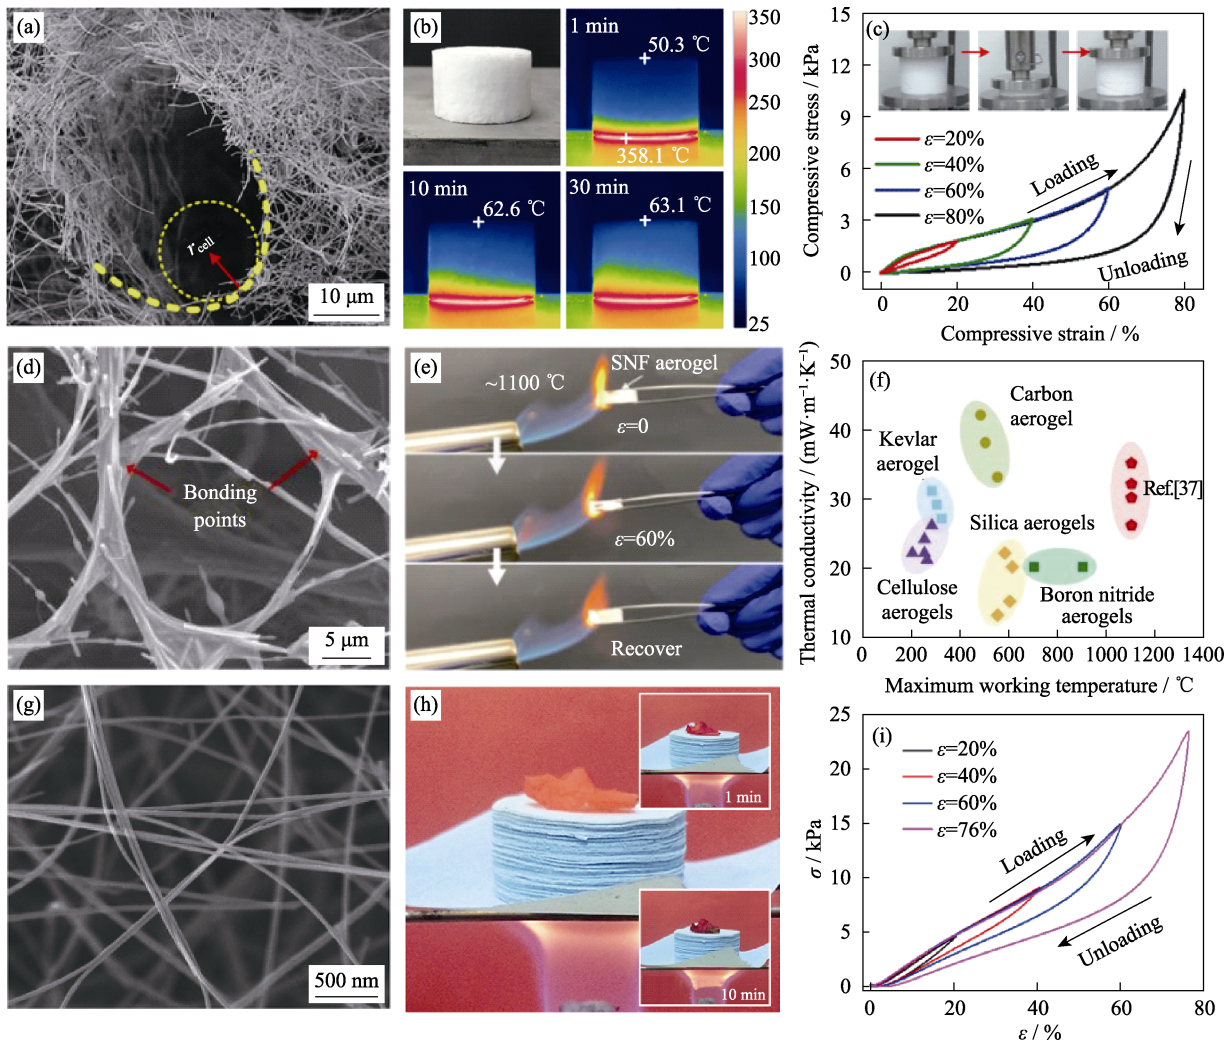 (a)
r cell
10 μm
(b)
1 min
50.3 ℃
358.1 ℃
10 min
62.6 ℃
30 min
63.1 ℃
350
300
250
200
150
100
25
(c)
15
12
9
6
3
0
Compressive stress / kPa
ε=20%
ε=40%
ε=60%
ε=80%
Loading
Unloading
0
20
40
60
80
Compressive strain / %
(d)
Bonding
points
5 μm
(e)
SNF aerogel
~1100 ℃
ε=0
ε=60%
Recover
(f)
50
40
30
20
10
Thermal conductivity / (mW·m⁻¹·K⁻¹)
Carbon
aerogel
Kevlar
aerogel
Ref.[37]
Silica aerogels
Cellulose
aerogels
Boron nitride
aerogels
0
200
400
600
800
1000
1200
1400
Maximum working temperature / ℃
(g)
500 nm
(h)
1 min
10 min
(i)
25
20
15
10
5
0
σ / kPa
ε=20%
ε=40%
ε=60%
ε=76%
Loading
Unloading
0
20
40
60
80
ε / %